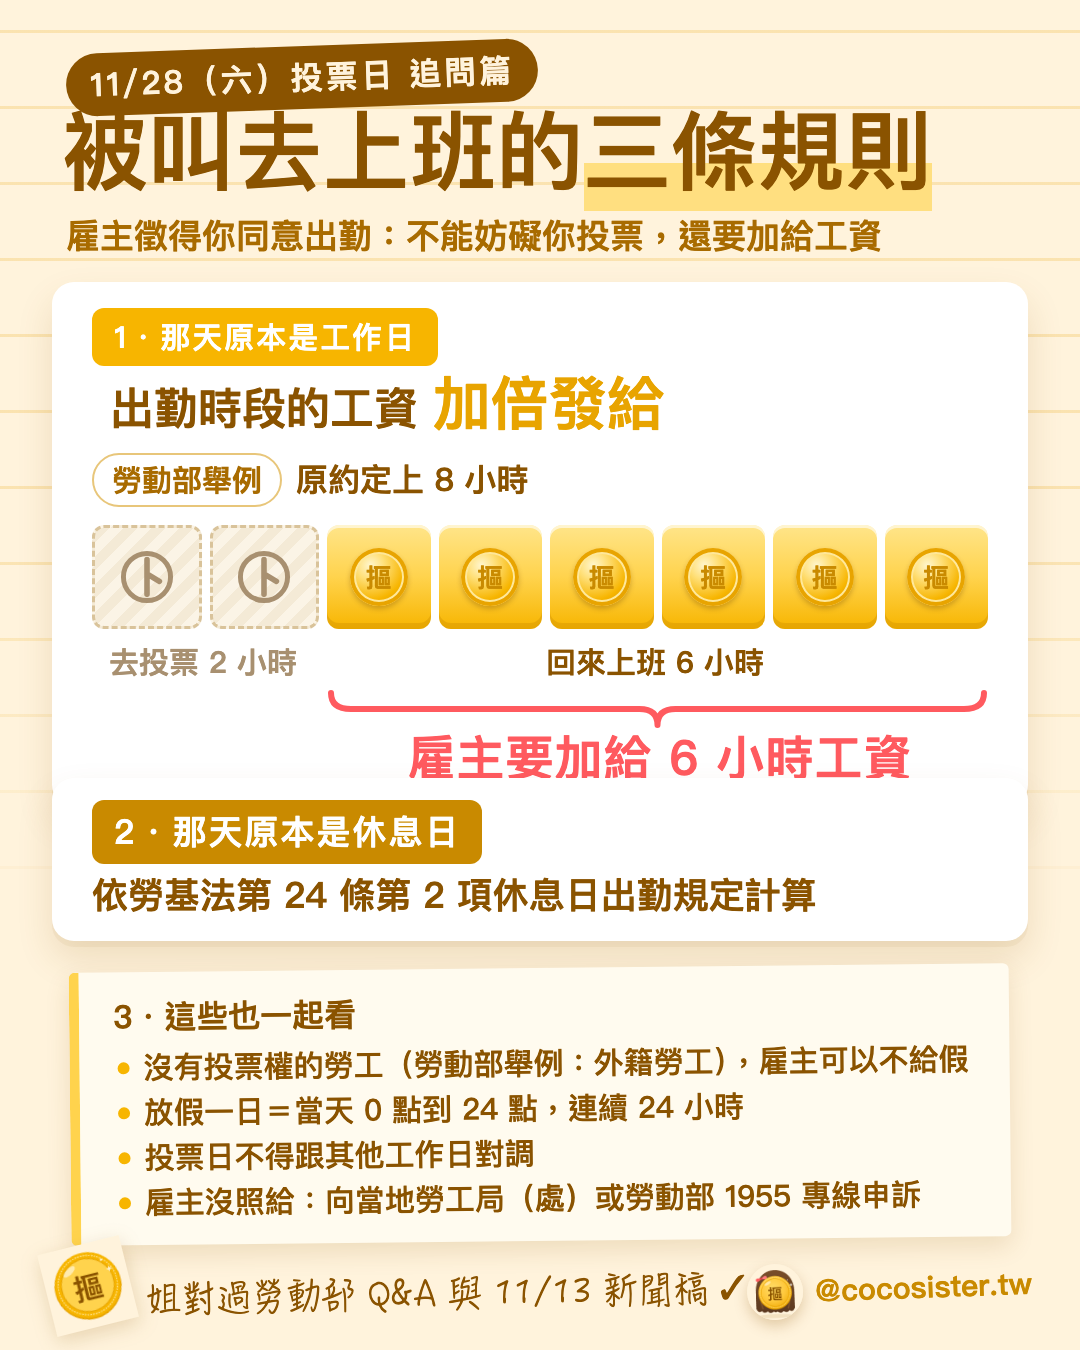 11/28（六）投票日 追問篇
被叫去上班的三條規則
雇主徵得你同意出勤：不能妨礙你投票，還要加給工資
1・那天原本是工作日
出勤時段的工資 加倍發給
勞動部舉例 原約定上 8 小時
摳 摳 摳 摳 摳 摳
去投票 2 小時 回來上班 6 小時
雇主要加給 6 小時工資
2・那天原本是休息日
依勞基法第 24 條第 2 項休息日出勤規定計算
3・這些也一起看
沒有投票權的勞工（勞動部舉例：外籍勞工），雇主可以不給假
放假一日＝當天 0 點到 24 點，連續 24 小時
投票日不得跟其他工作日對調
雇主沒照給：向當地勞工局（處）或勞動部 1955 專線申訴
摳 姐對過勞動部 Q&A 與 11/13 新聞稿 ✓ 摳 @cocosister.tw